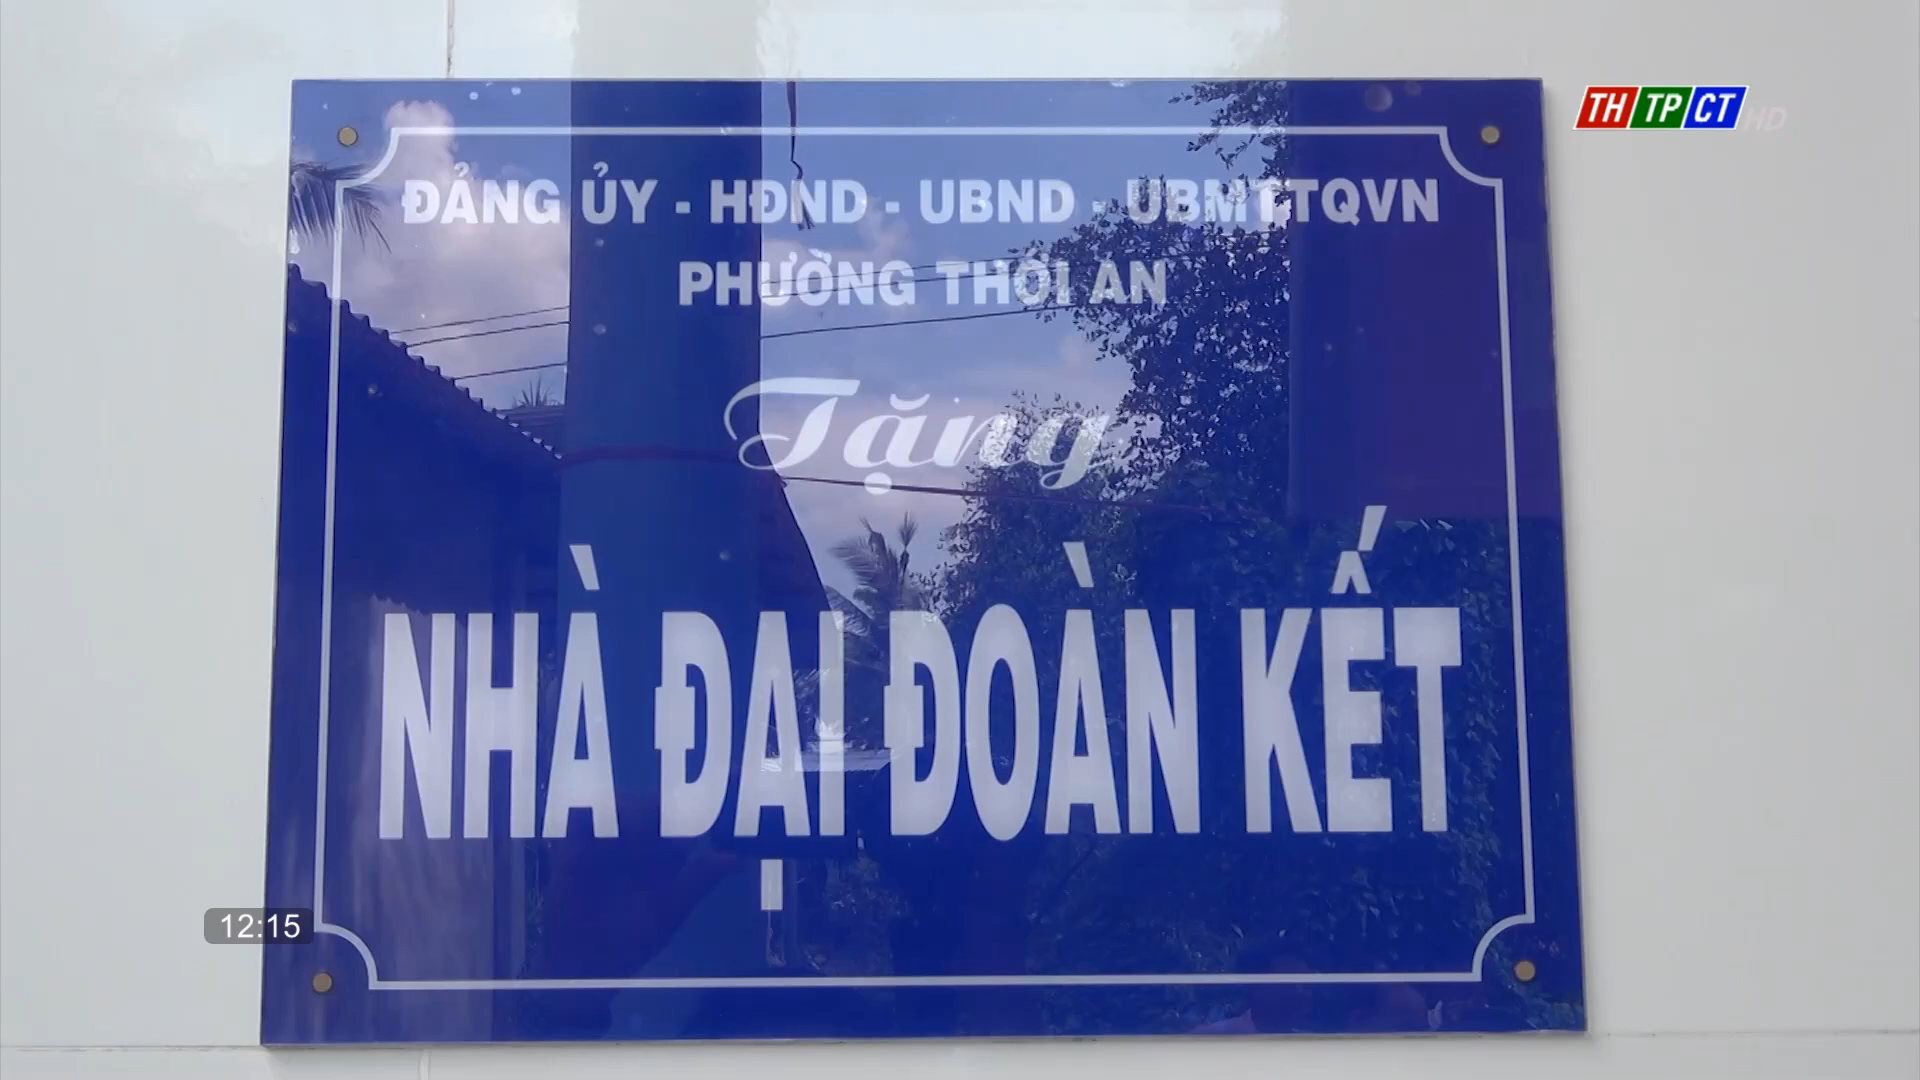 THTPCT HD
ĐẢNG ỦY - HĐND - UBND - UBMTTQVN
PHƯỜNG THỚI AN
Tặng
NHÀ ĐẠI ĐOÀN KẾT
12:15